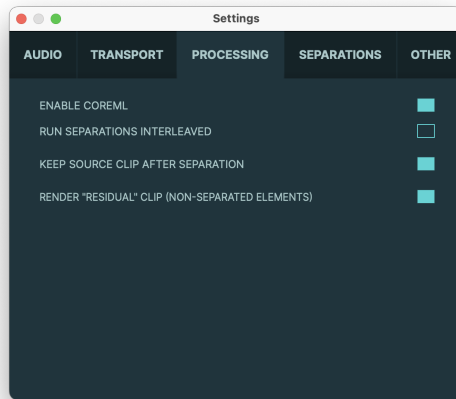 Settings
AUDIO TRANSPORT PROCESSING SEPARATIONS OTHER
ENABLE COREML
RUN SEPARATIONS INTERLEAVED
KEEP SOURCE CLIP AFTER SEPARATION
RENDER "RESIDUAL" CLIP (NON-SEPARATED ELEMENTS)